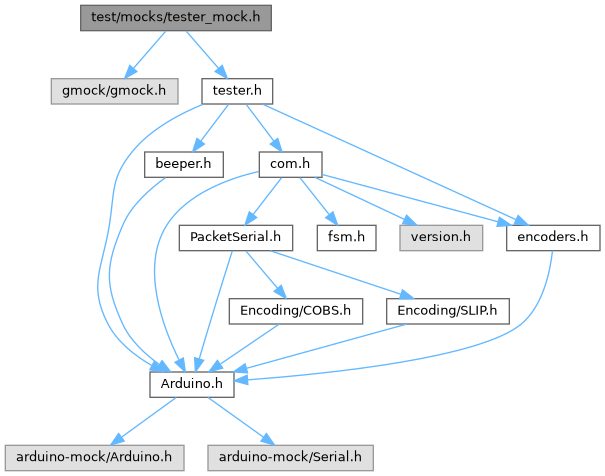 test/mocks/tester_mock.h
gmock/gmock.h
tester.h
beeper.h
com.h
PacketSerial.h
fsm.h
version.h
encoders.h
Encoding/COBS.h
Encoding/SLIP.h
Arduino.h
arduino-mock/Arduino.h
arduino-mock/Serial.h